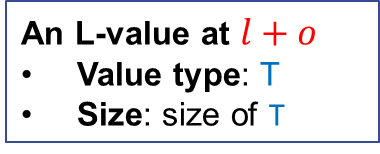 An L-value at l + o
• Value type: T
• Size: size of T